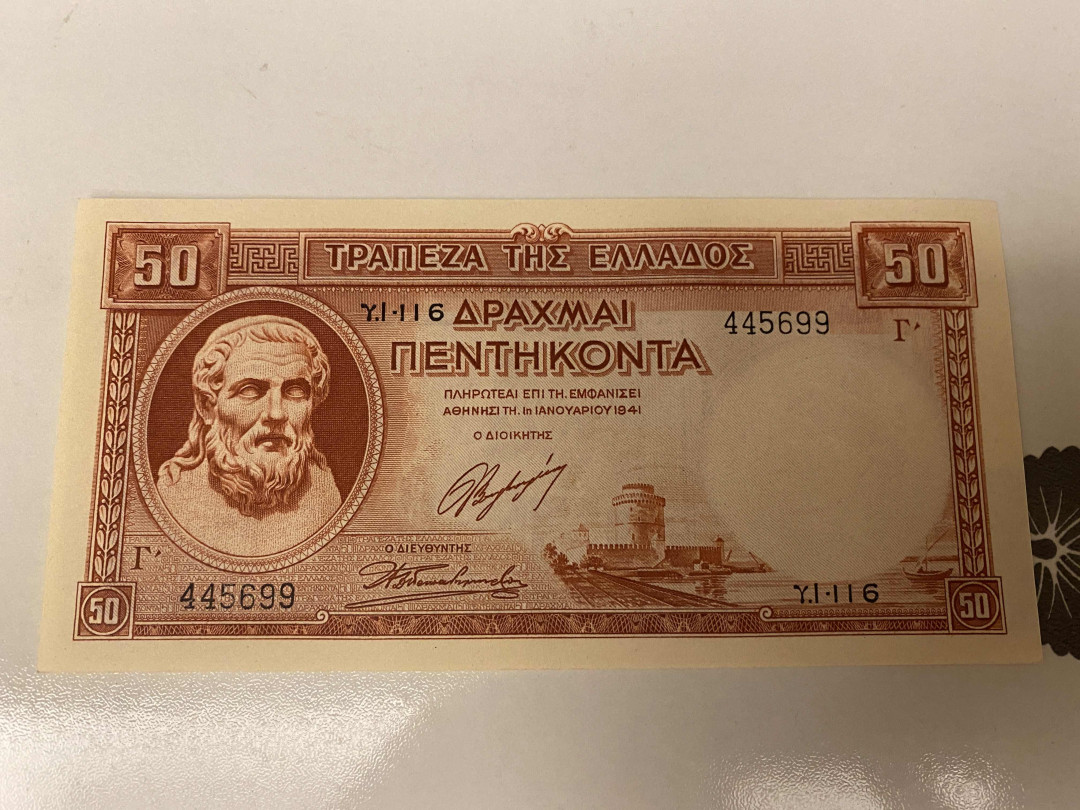 50 ΤΡΑΠΕΖΑ ΤΗΣ ΕΛΛΑΔΟΣ 50
Υ.Ι·116 ΔΡΑΧΜΑΙ 445699 Γ΄
ΠΕΝΤΗΚΟΝΤΑ
ΠΛΗΡΩΤΕΑΙ ΕΠΙ ΤΗ. ΕΜΦΑΝΙΣΕΙ
ΑΘΗΝΗΣΙ ΤΗ. 1η ΙΑΝΟΥΑΡΙΟΥ 1941
Ο ΔΙΟΙΚΗΤΗΣ
Γ΄ Ο ΔΙΕΥΘΥΝΤΗΣ
445699 Υ.Ι·116
50 50